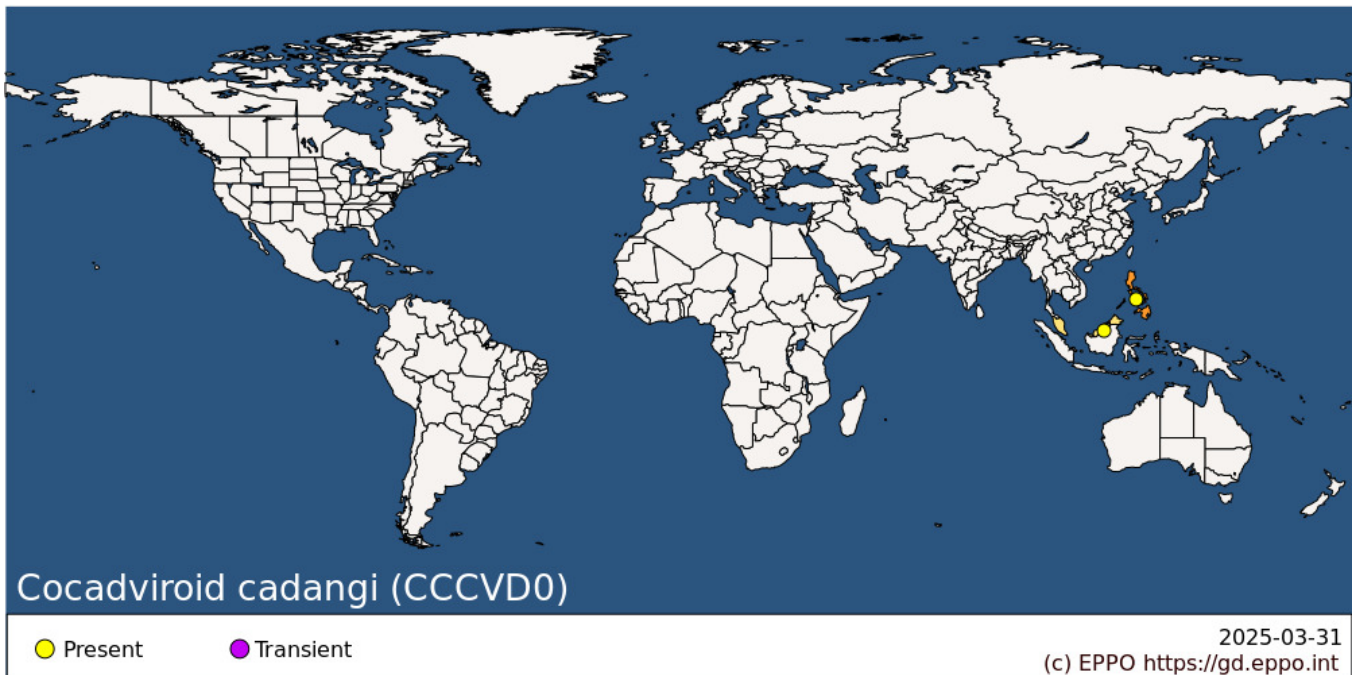 Cocadviroid cadangi (CCCVD0)
Present
Transient
2025-03-31
(c) EPPO https://gd.eppo.int